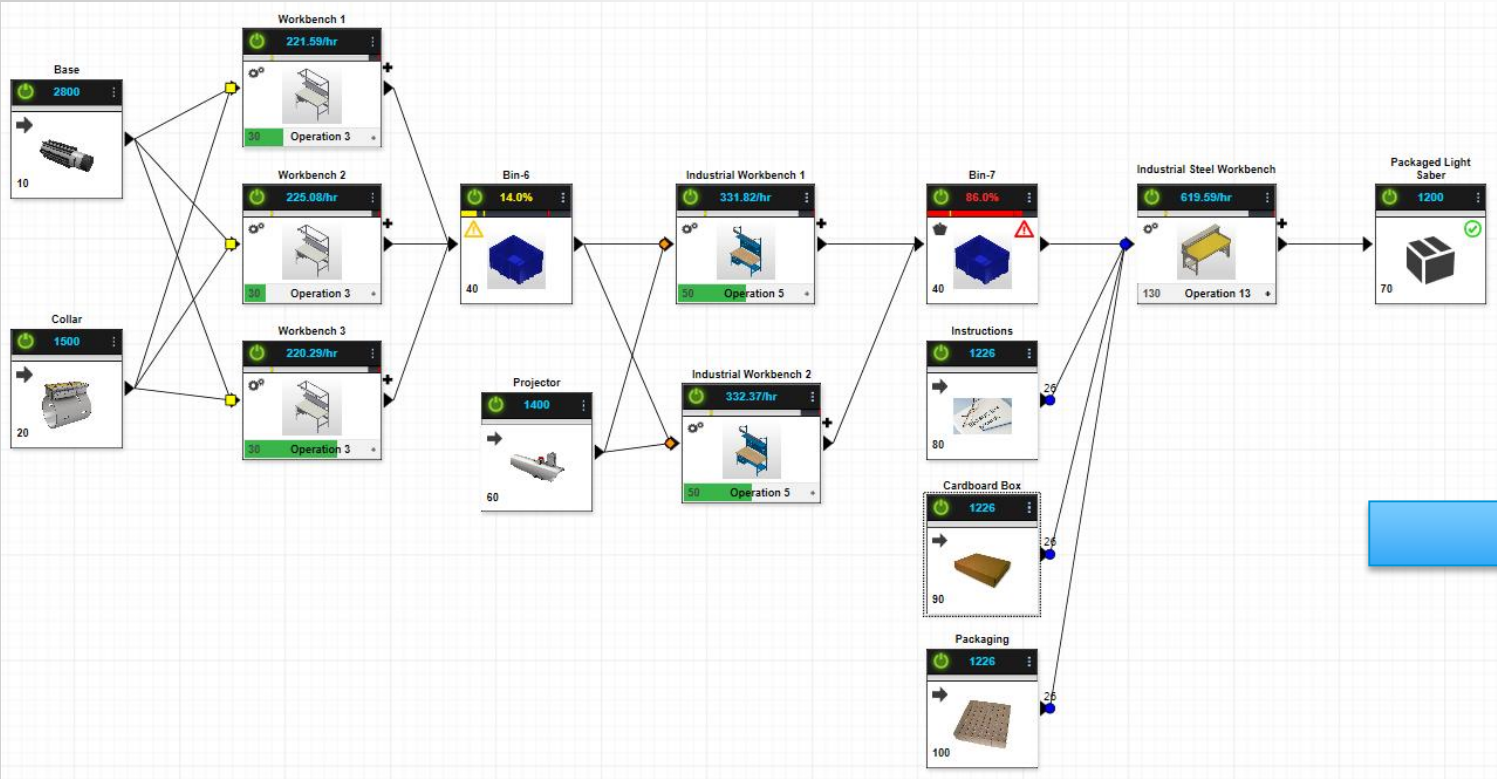 Workbench 1
221.59/hr
30 Operation 3
Base
2800
10
Workbench 2
225.08/hr
30 Operation 3
Collar
1500
20
Workbench 3
220.29/hr
30 Operation 3
Bin-6
14.0%
40
Projector
1400
60
Industrial Workbench 1
331.82/hr
50 Operation 5
Industrial Workbench 2
332.37/hr
50 Operation 5
Bin-7
86.0%
40
Instructions
1226
26
80
Cardboard Box
1226
26
90
Packaging
1226
26
100
Industrial Steel Workbench
619.59/hr
130 Operation 13
Packaged Light
Saber
1200
70